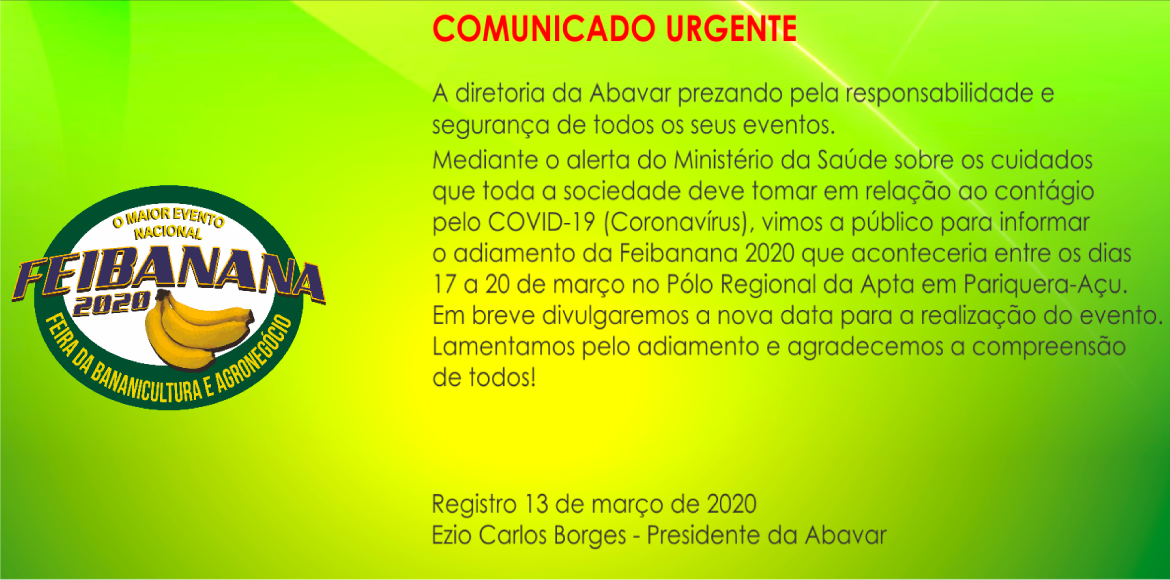 COMUNICADO URGENTE
A diretoria da Abavar prezando pela responsabilidade e
segurança de todos os seus eventos.
Mediante o alerta do Ministério da Saúde sobre os cuidados
que toda a sociedade deve tomar em relação ao contágio
pelo COVID-19 (Coronavírus), vimos a público para informar
o adiamento da Feibanana 2020 que aconteceria entre os dias
17 a 20 de março no Pólo Regional da Apta em Pariquera-Açu.
Em breve divulgaremos a nova data para a realização do evento.
Lamentamos pelo adiamento e agradecemos a compreensão
de todos!
O MAIOR EVENTO
NACIONAL
FEIBANANA
2020
FEIRA DA BANANICULTURA E AGRONEGÓCIO
Registro 13 de março de 2020
Ezio Carlos Borges - Presidente da Abavar